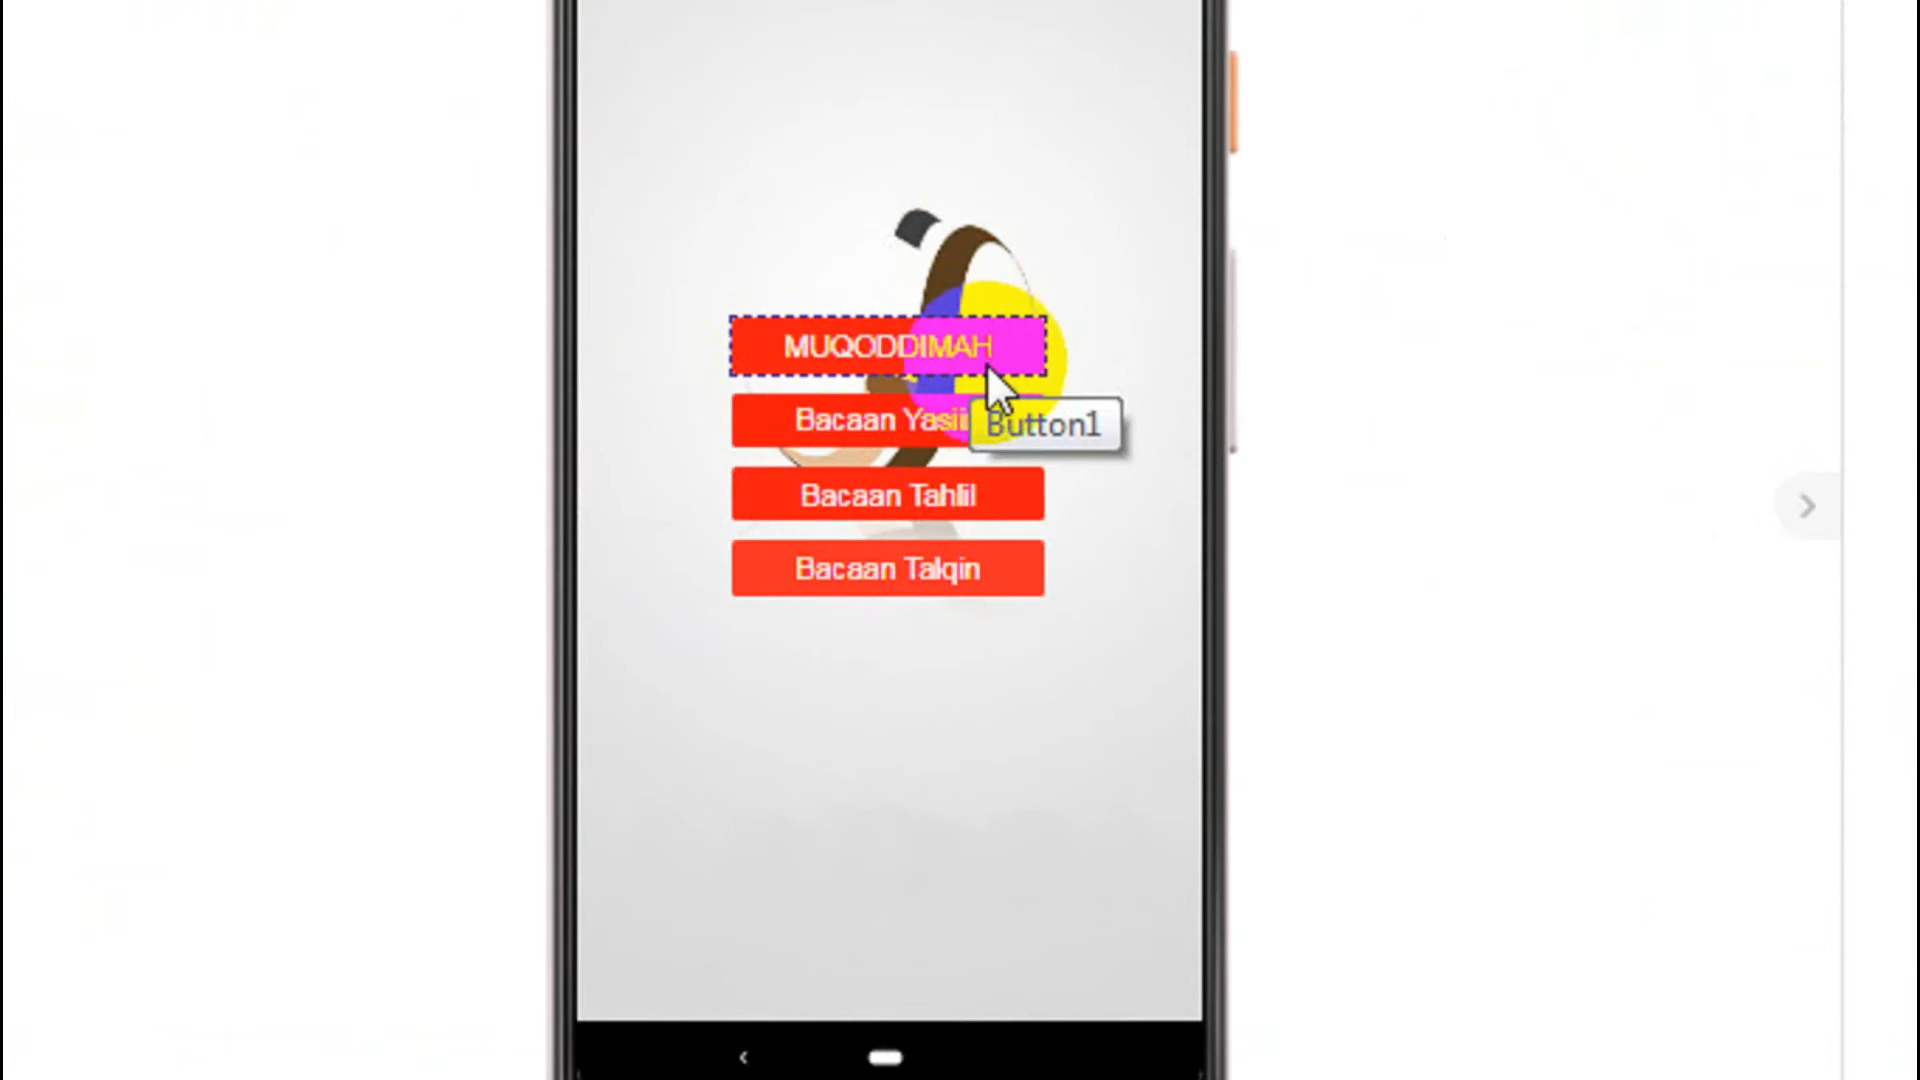 MUQODDIMAH
Bacaan Yasii
Button1
Bacaan Tahlil
Bacaan Talqin